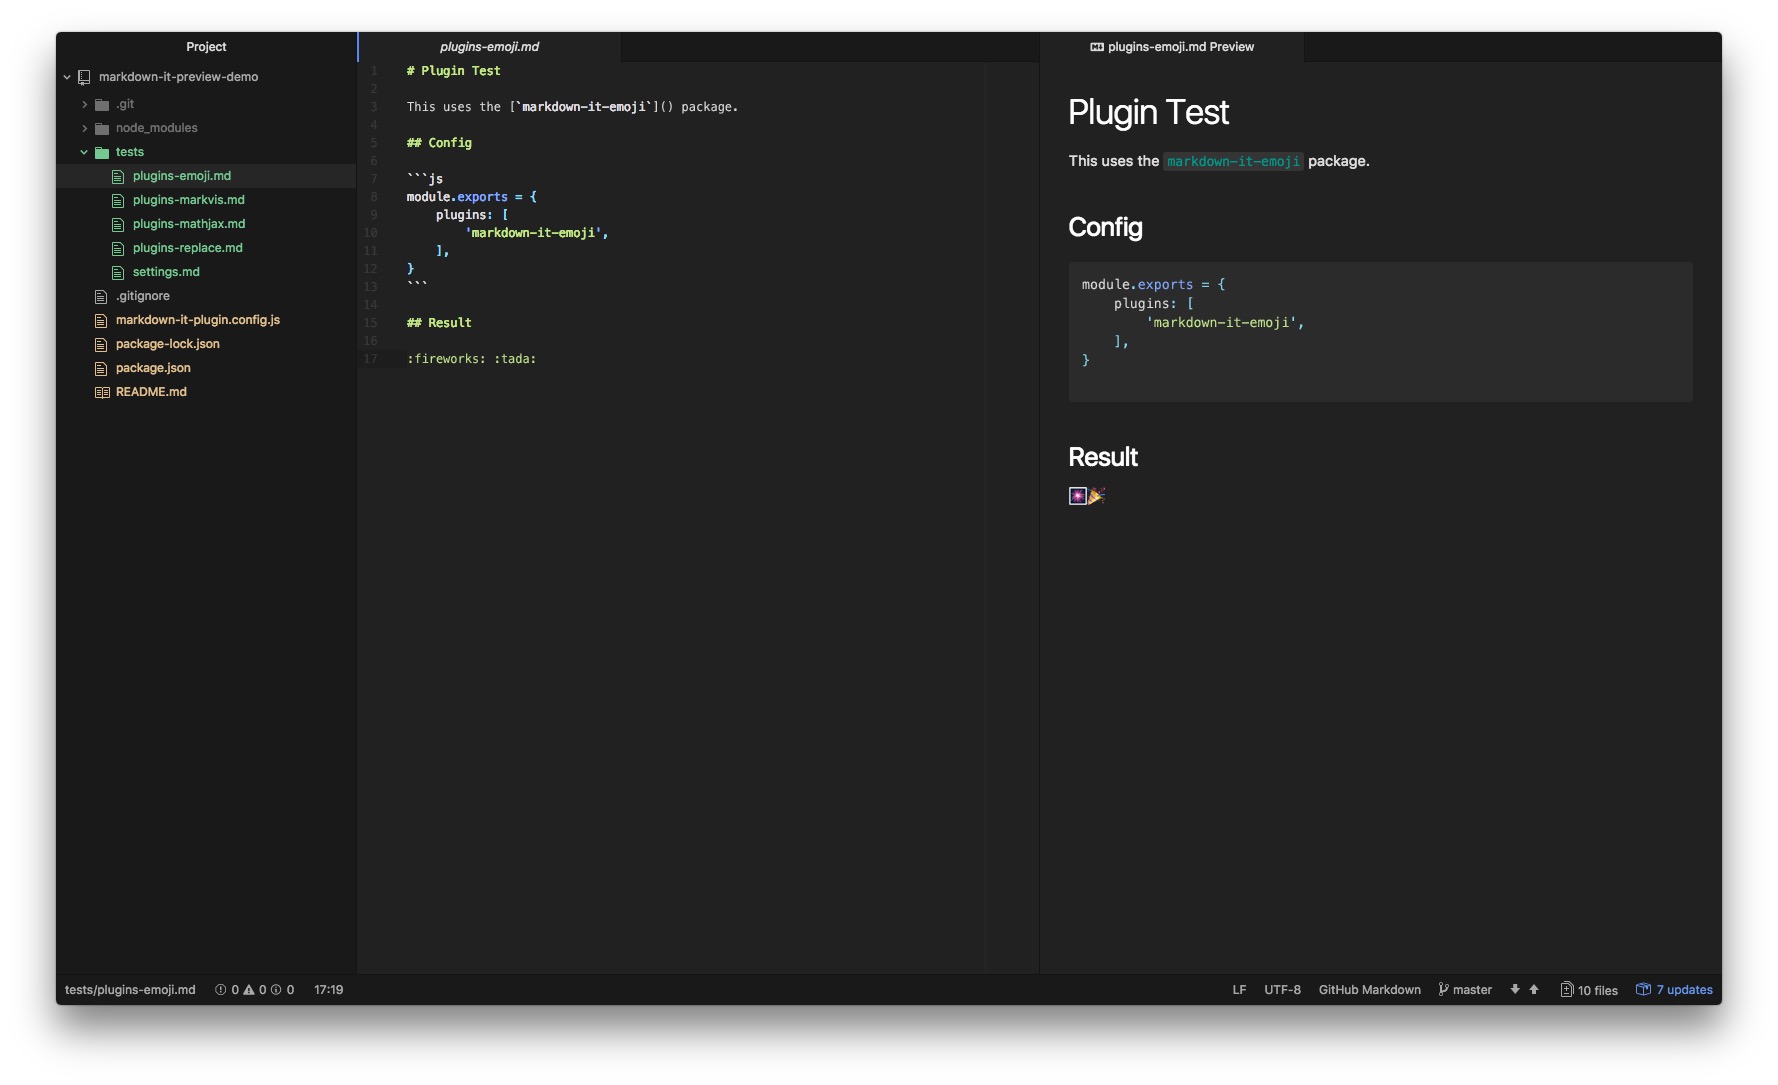 Project
markdown-it-preview-demo
.git
node_modules
tests
plugins-emoji.md
plugins-markvis.md
plugins-mathjax.md
plugins-replace.md
settings.md
.gitignore
markdown-it-plugin.config.js
package-lock.json
package.json
README.md
plugins-emoji.md
1 # Plugin Test
2
3 This uses the [`markdown-it-emoji`]() package.
4
5 ## Config
6
7 ```js
8 module.exports = {
9     plugins: [
10         'markdown-it-emoji',
11     ],
12 }
13 ```
14
15 ## Result
16
17 :fireworks: :tada:
plugins-emoji.md Preview
Plugin Test
This uses the markdown-it-emoji package.
Config
module.exports = {
    plugins: [
        'markdown-it-emoji',
    ],
}
Result
🎆🎉
tests/plugins-emoji.md 0 0 0 17:19 LF UTF-8 GitHub Markdown master 10 files 7 updates